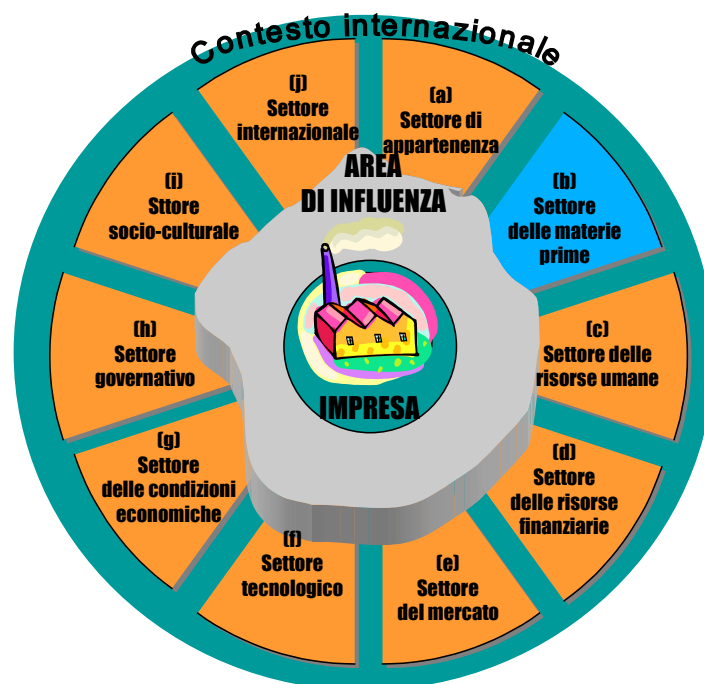 Contesto internazionale
(j)
Settore
internazionale
(a)
Settore di
appartenenza
AREA
DI INFLUENZA
(i)
Sttore
socio-culturale
(b)
Settore
delle materie
prime
(h)
Settore
governativo
(c)
Settore delle
risorse umane
IMPRESA
(g)
Settore
delle condizioni
economiche
(d)
Settore
delle risorse
finanziarie
(f)
Settore
tecnologico
(e)
Settore
del mercato